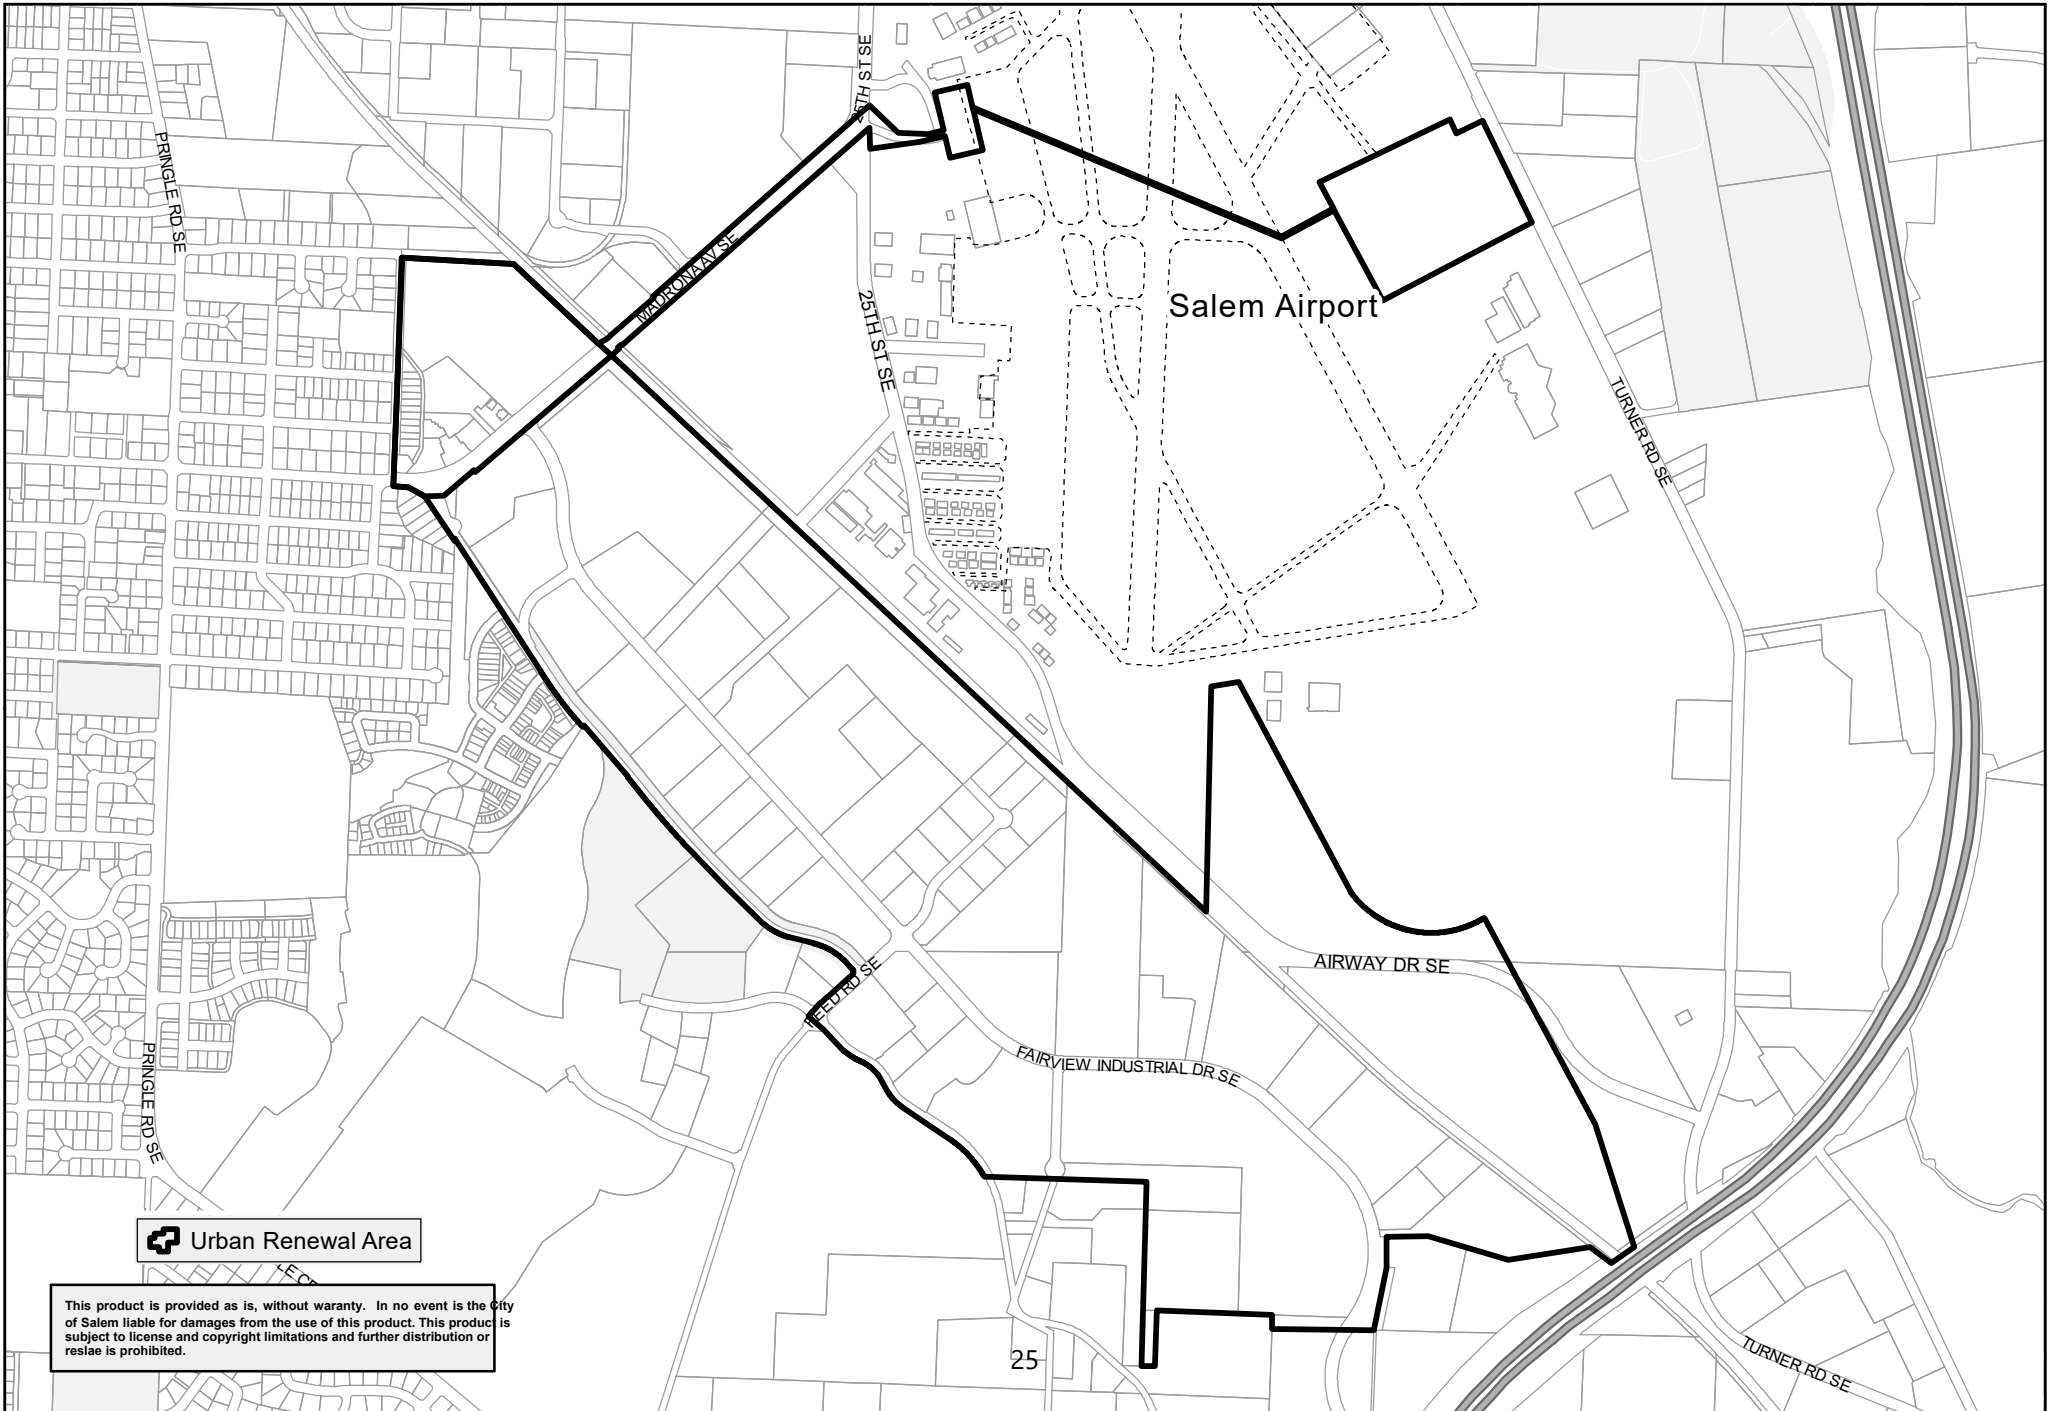 25TH ST SE
PRINGLE RD SE
MADRONA AV SE
Salem Airport
25TH ST SE
TURNER RD SE
AIRWAY DR SE
REED RD SE
FAIRVIEW INDUSTRIAL DR SE
PRINGLE RD SE
Urban Renewal Area
This product is provided as is, without waranty. In no event is the City
of Salem liable for damages from the use of this product. This product is
subject to license and copyright limitations and further distribution or
reslae is prohibited.
25
TURNER RD SE